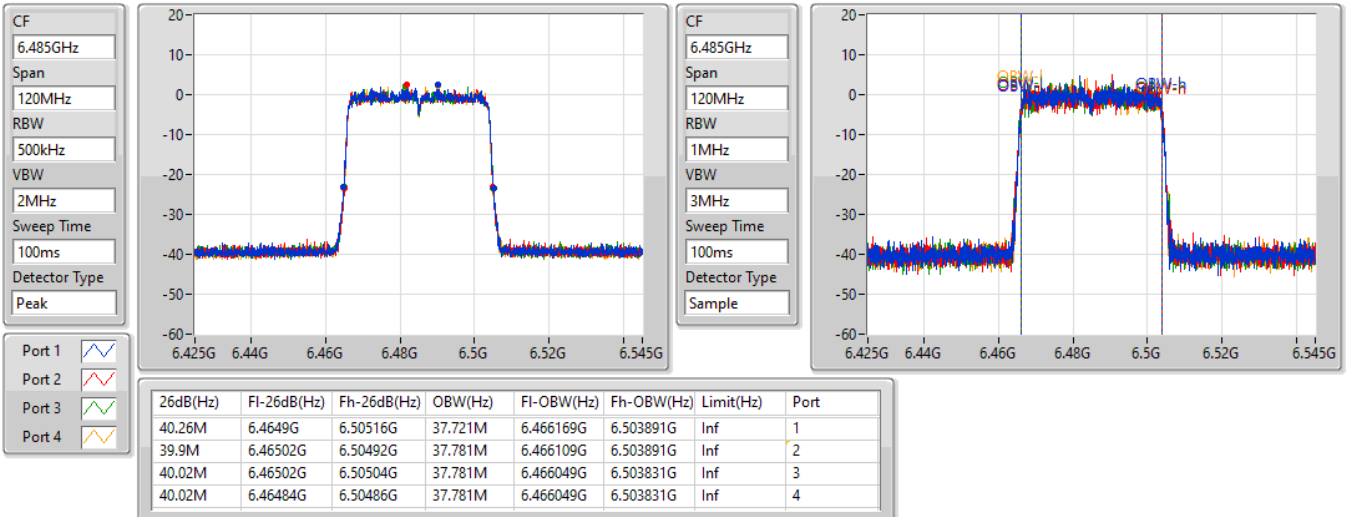 CF
6.485GHz
Span
120MHz
RBW
500kHz
VBW
2MHz
Sweep Time
100ms
Detector Type
Peak
20
10
0
-10
-20
-30
-40
-50
-60
6.425G 6.44G 6.46G 6.48G 6.5G 6.52G 6.545G
CF
6.485GHz
Span
120MHz
RBW
1MHz
VBW
3MHz
Sweep Time
100ms
Detector Type
Sample
20
10
0
-10
-20
-30
-40
-50
-60
OBW-h
6.425G 6.44G 6.46G 6.48G 6.5G 6.52G 6.545G
Port 1
Port 2
Port 3
Port 4
26dB(Hz) Fl-26dB(Hz) Fh-26dB(Hz) OBW(Hz) Fl-OBW(Hz) Fh-OBW(Hz) Limit(Hz) Port
40.26M 6.4649G 6.50516G 37.721M 6.466169G 6.503891G Inf 1
39.9M 6.46502G 6.50492G 37.781M 6.466109G 6.503891G Inf 2
40.02M 6.46502G 6.50504G 37.781M 6.466049G 6.503831G Inf 3
40.02M 6.46484G 6.50486G 37.781M 6.466049G 6.503831G Inf 4